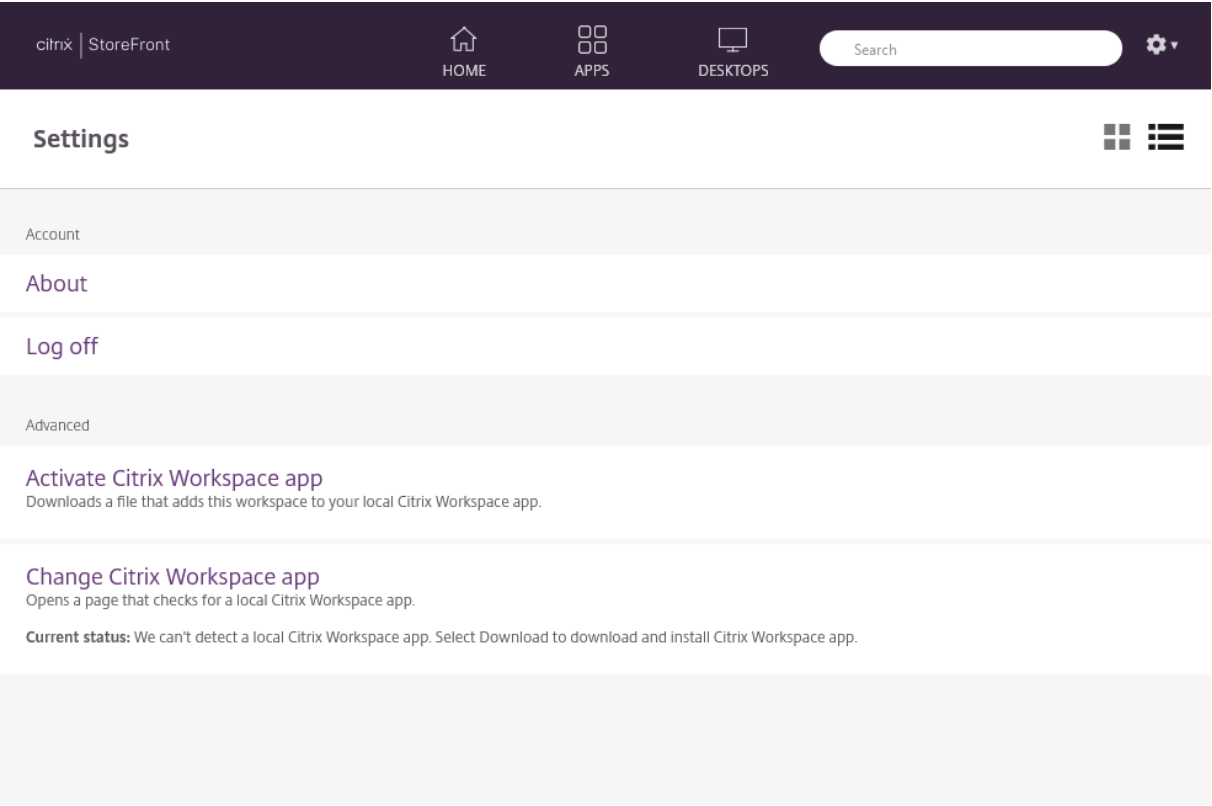 citrix | StoreFront
HOME
APPS
DESKTOPS
Search
Settings
Account
About
Log off
Advanced
Activate Citrix Workspace app
Downloads a file that adds this workspace to your local Citrix Workspace app.
Change Citrix Workspace app
Opens a page that checks for a local Citrix Workspace app.
Current status: We can't detect a local Citrix Workspace app. Select Download to download and install Citrix Workspace app.